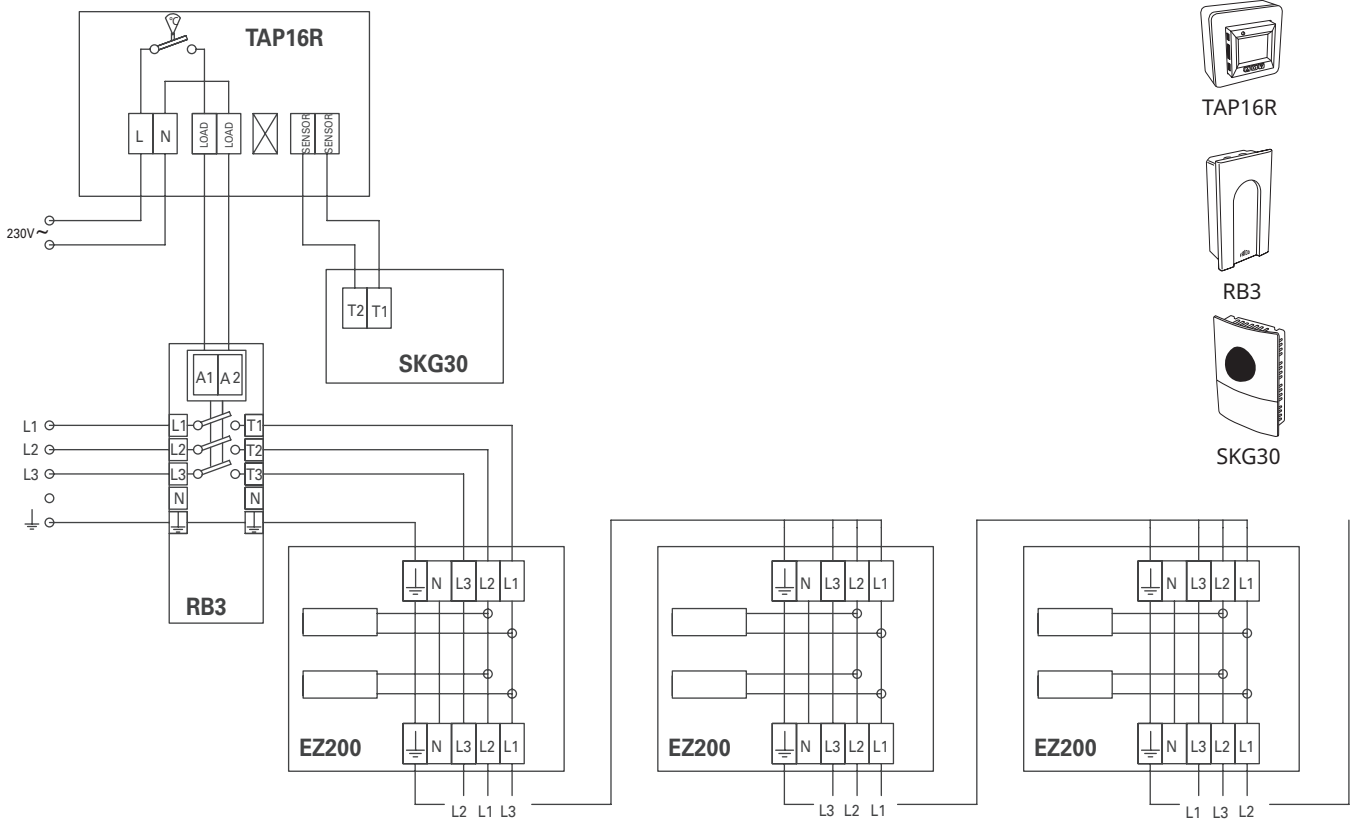 TAP16R
°C
L N LOAD LOAD SENSOR SENSOR
230V~
T2 T1
SKG30
A1 A2
L1 L1 T1
L2 L2 T2
L3 L3 T3
N N
RB3
N L3 L2 L1
EZ200
N L3 L2 L1
L2 L1 L3
N L3 L2 L1
EZ200
N L3 L2 L1
L3 L2 L1
N L3 L2 L1
EZ200
N L3 L2 L1
L1 L3 L2
TAP16R
RB3
SKG30